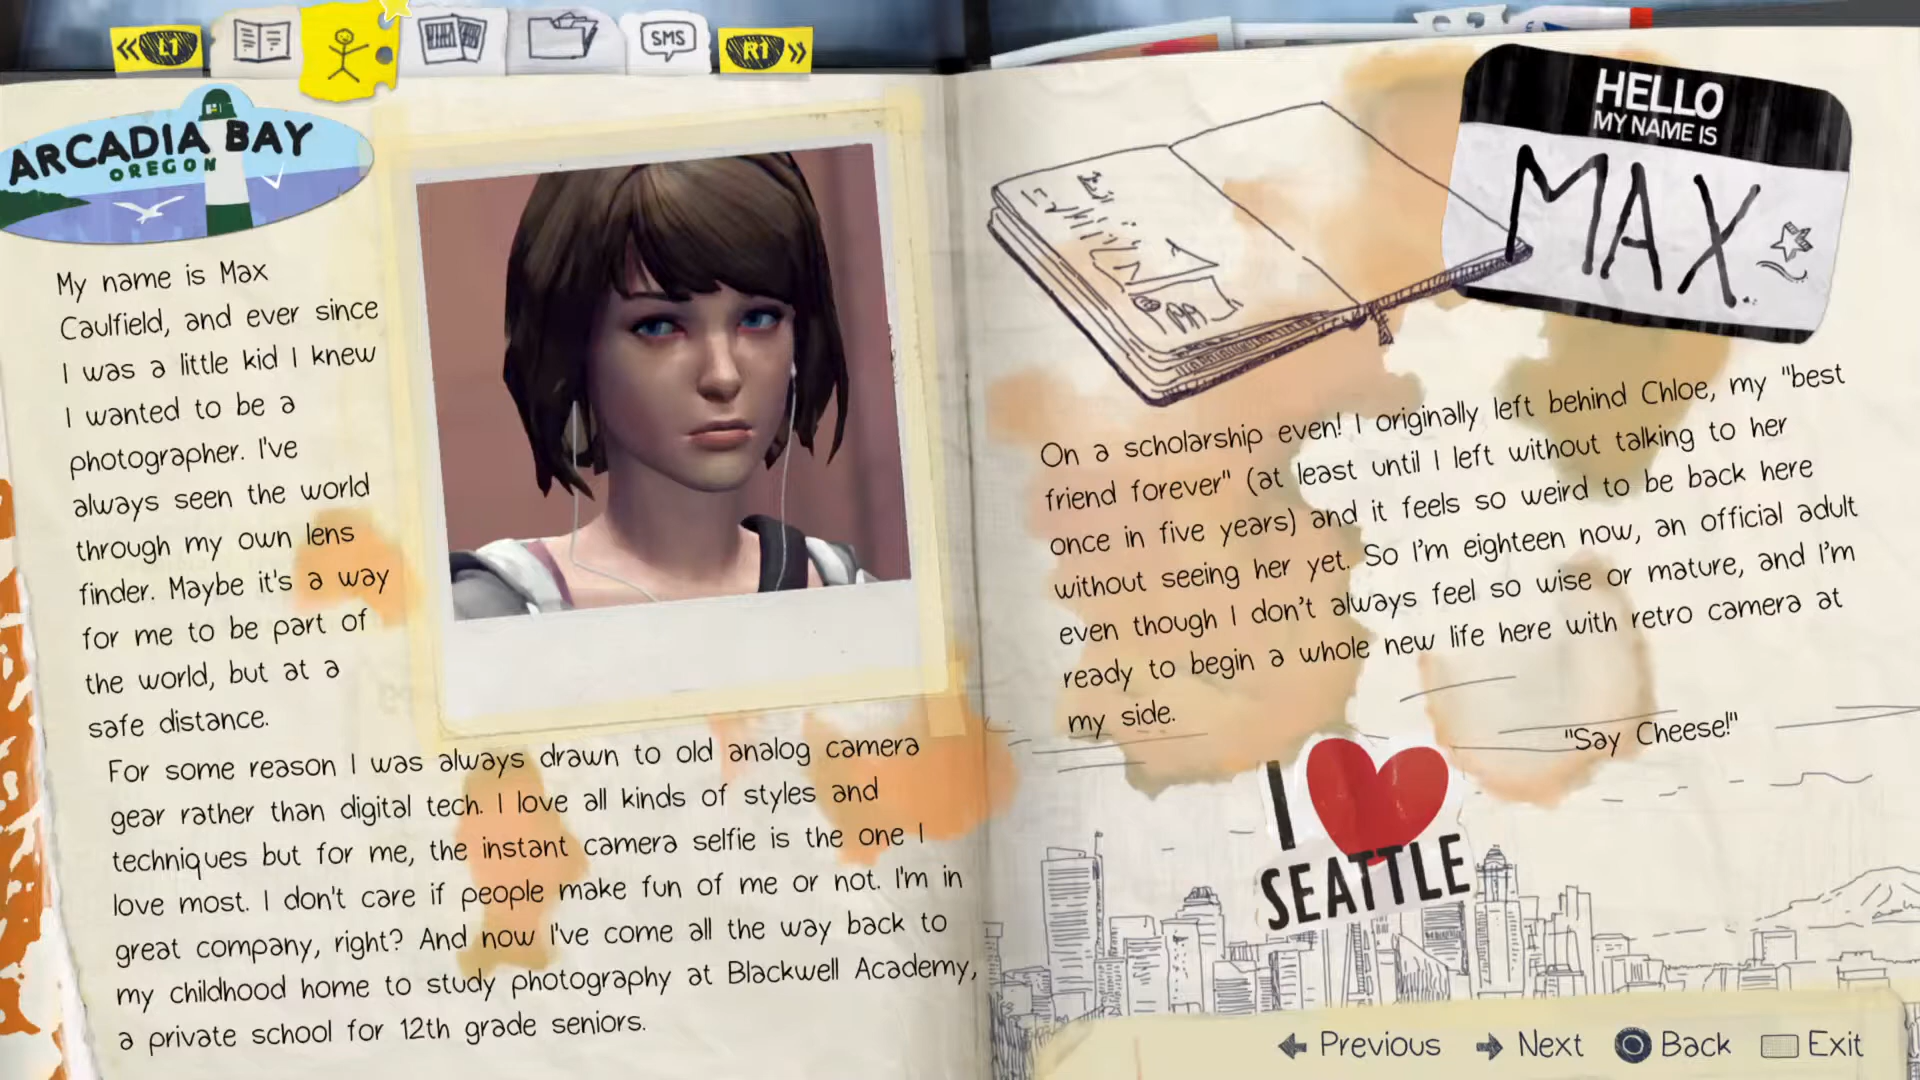 L1
SMS
R1
ARCADIA BAY
OREGON
My name is Max
Caulfield, and ever since
I was a little kid I knew
I wanted to be a
photographer. I've
always seen the world
through my own lens
finder. Maybe it's a way
for me to be part of
the world, but at a
safe distance.
For some reason I was always drawn to old analog camera
gear rather than digital tech. I love all kinds of styles and
techniques but for me, the instant camera selfie is the one I
love most. I don't care if people make fun of me or not. I'm in
great company, right? And now I've come all the way back to
my childhood home to study photography at Blackwell Academy,
a private school for 12th grade seniors.
HELLO
MY NAME IS
MAX.
On a scholarship even! I originally left behind Chloe, my "best
friend forever" (at least until I left without talking to her
once in five years) and it feels so weird to be back here
without seeing her yet. So I'm eighteen now, an official adult
even though I don't always feel so wise or mature, and I'm
ready to begin a whole new life here with retro camera at
my side.
"Say Cheese!"
I
SEATTLE
Previous
Next
Back
Exit